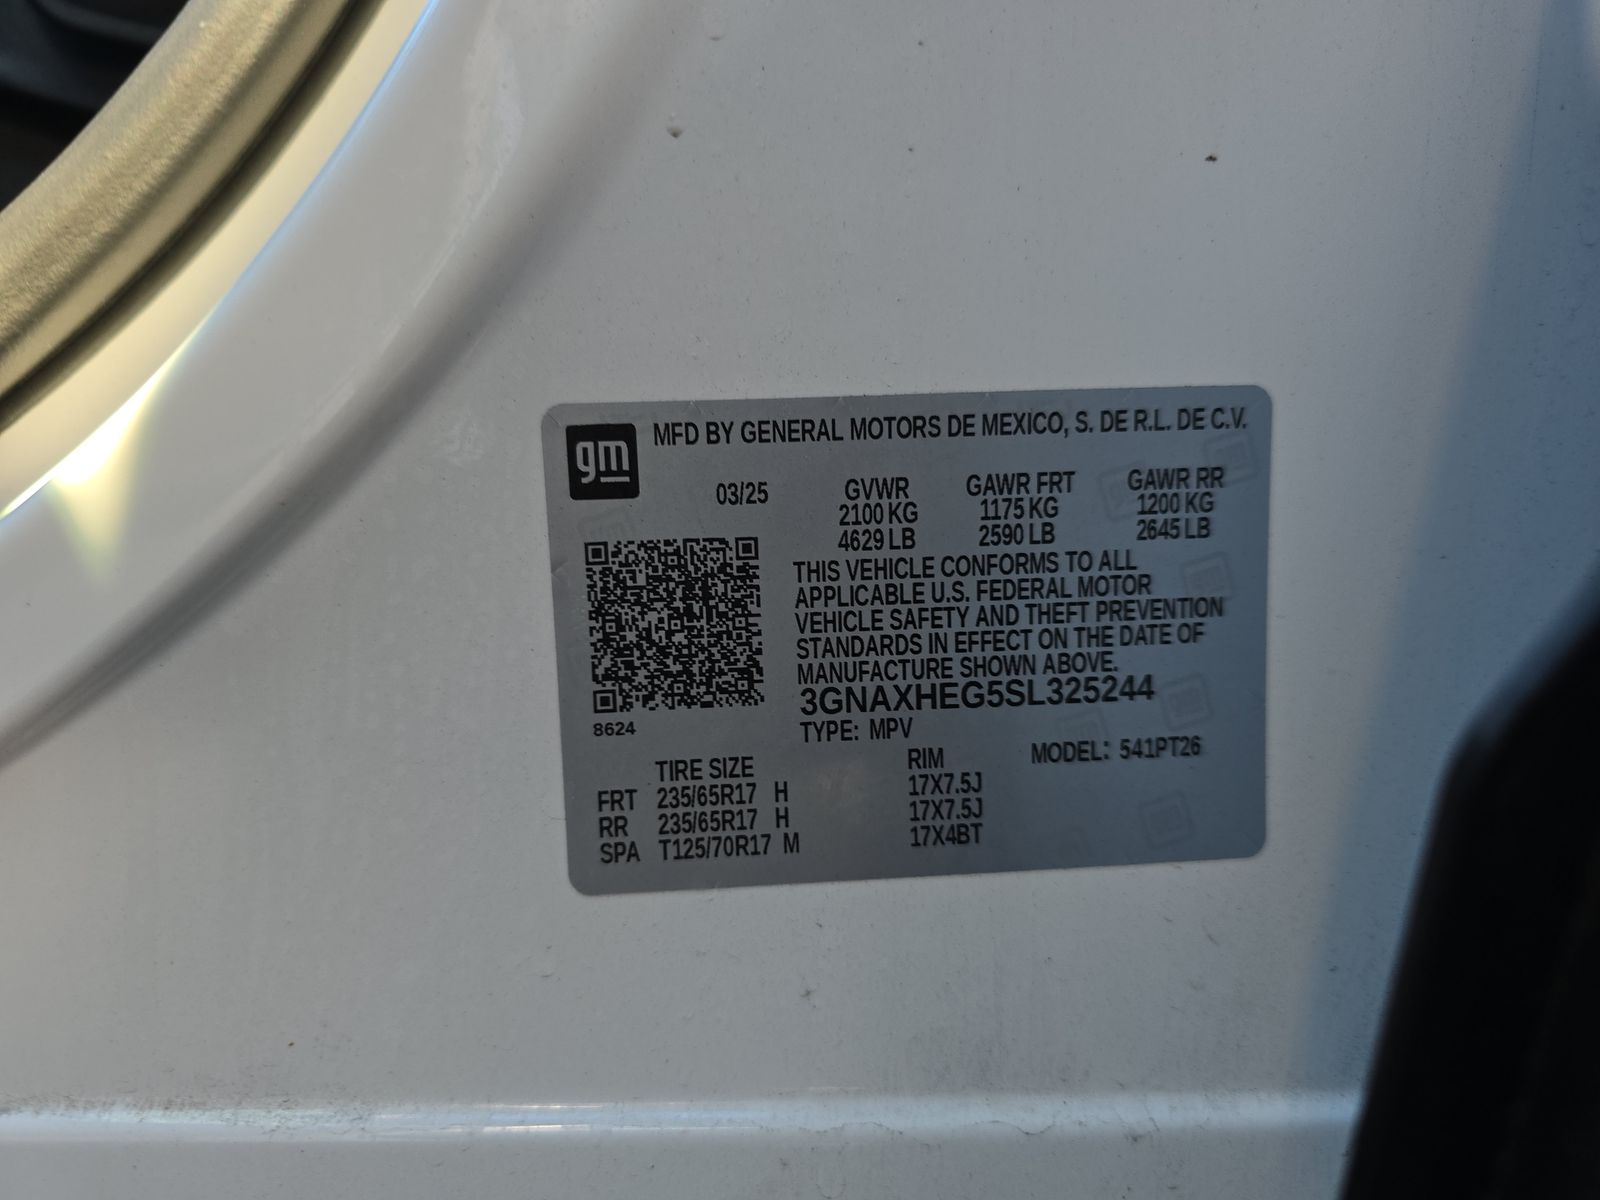 gm
MFD BY GENERAL MOTORS DE MEXICO, S. DE R.L. DE C.V.
03/25 GVWR GAWR FRT GAWR RR
2100 KG 1175 KG 1200 KG
4629 LB 2590 LB 2645 LB
THIS VEHICLE CONFORMS TO ALL
APPLICABLE U.S. FEDERAL MOTOR
VEHICLE SAFETY AND THEFT PREVENTION
STANDARDS IN EFFECT ON THE DATE OF
MANUFACTURE SHOWN ABOVE.
3GNAXHEG5SL325244
8624
TYPE: MPV
MODEL: 541PT26
TIRE SIZE RIM
FRT 235/65R17 H 17X7.5J
RR 235/65R17 H 17X7.5J
SPA T125/70R17 M 17X4BT